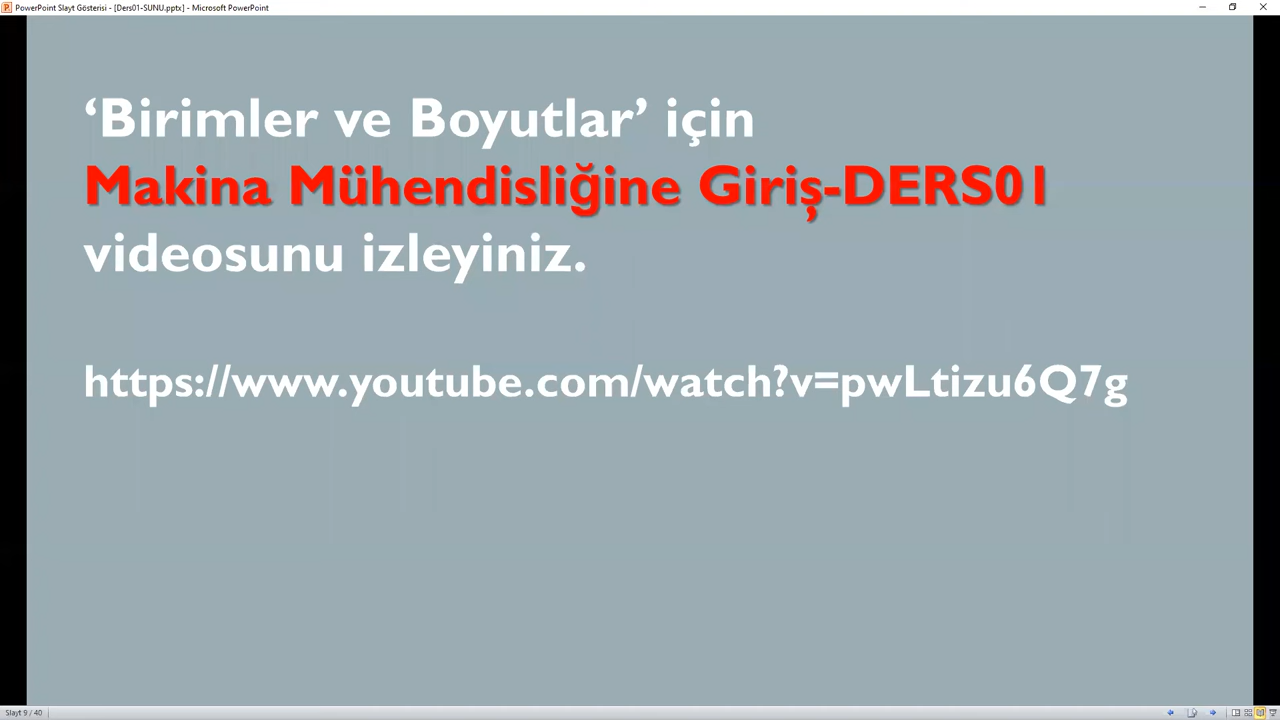 PowerPoint Slayt Gösterisi - [Ders01-SUNU.pptx] - Microsoft PowerPoint
‘Birimler ve Boyutlar’ için
Makina Mühendisliğine Giriş-DERS01
videosunu izleyiniz.
https://www.youtube.com/watch?v=pwLtizu6Q7g
Slayt 9 / 40